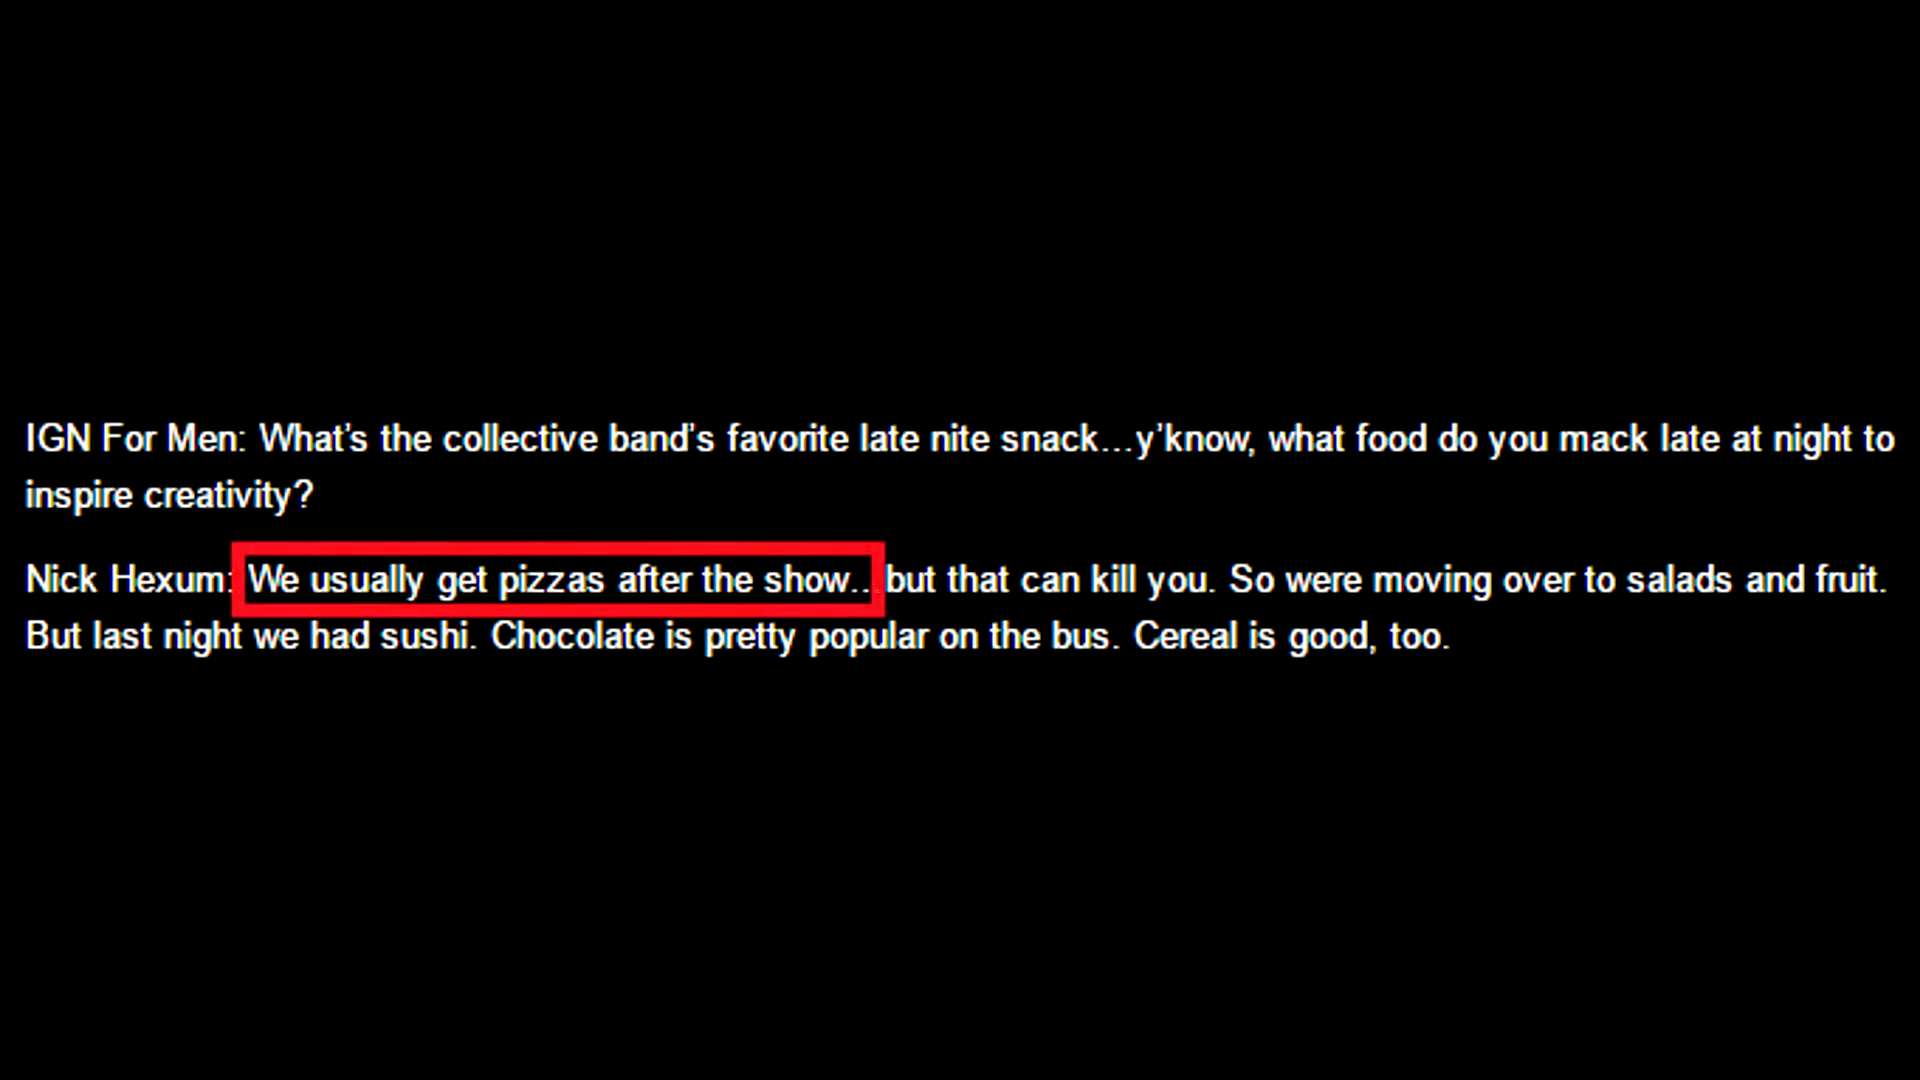 IGN For Men: What's the collective band's favorite late nite snack...y'know, what food do you mack late at night to
inspire creativity?
Nick Hexum: We usually get pizzas after the show...but that can kill you. So were moving over to salads and fruit.
But last night we had sushi. Chocolate is pretty popular on the bus. Cereal is good, too.